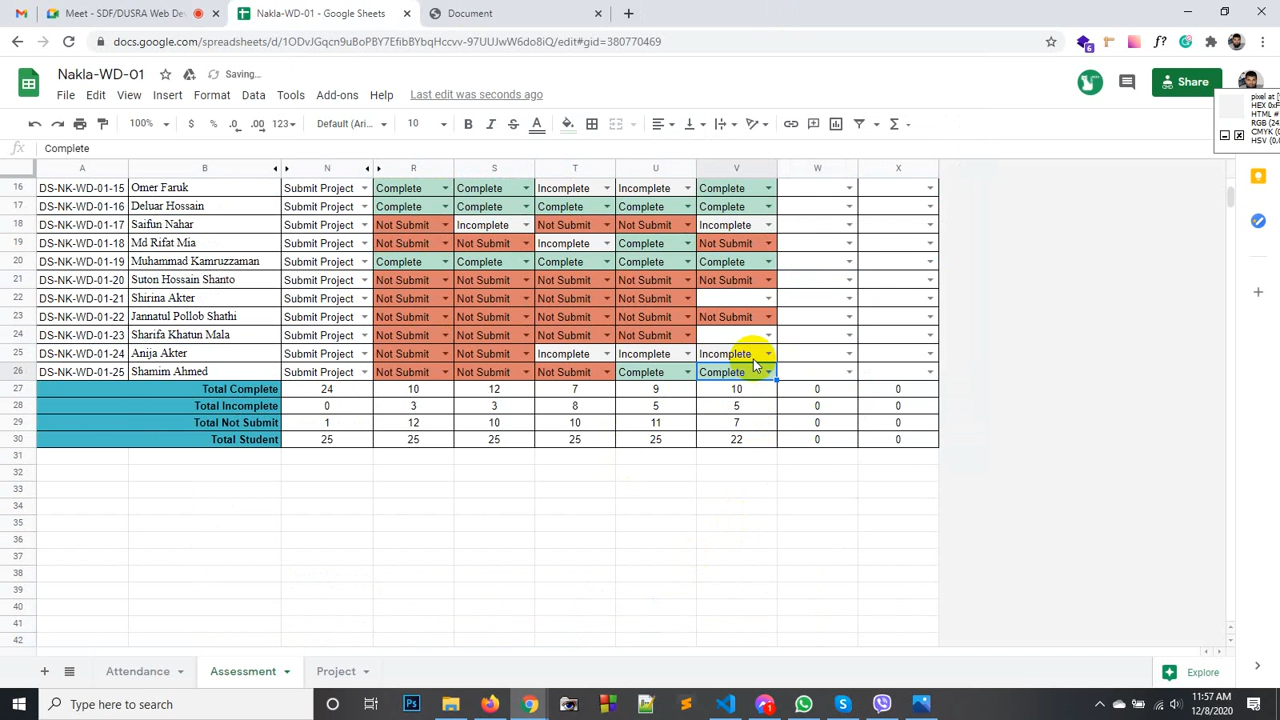 Meet - SDF/DUSRA Web De
Nakla-WD-01 - Google Sheets
Document
docs.google.com/spreadsheets/d/1ODvJGqcn9uBoPBY7EfibBYbqHccvv-97UUJwW6do8iQ/edit#gid=380770469
Nakla-WD-01
Saving...
File Edit View Insert Format Data Tools Add-ons Help Last edit was seconds ago
Share
pixel at [
HEX 0xF
HTML #
RGB (24
CMYK (0
HSV (0,0
100% $ % .0 .00 123 Default (Ari... 10 B I S A
fx Complete
A B N R S T U V W X
16 DS-NK-WD-01-15 Omer Faruk Submit Project Complete Complete Incomplete Incomplete Complete
17 DS-NK-WD-01-16 Deluar Hossain Submit Project Complete Complete Complete Complete Complete
18 DS-NK-WD-01-17 Saifun Nahar Submit Project Not Submit Incomplete Not Submit Not Submit Incomplete
19 DS-NK-WD-01-18 Md Rifat Mia Submit Project Not Submit Not Submit Incomplete Complete Not Submit
20 DS-NK-WD-01-19 Muhammad Kamruzzaman Submit Project Complete Complete Complete Complete Complete
21 DS-NK-WD-01-20 Suton Hossain Shanto Submit Project Not Submit Not Submit Not Submit Not Submit Not Submit
22 DS-NK-WD-01-21 Shirina Akter Submit Project Not Submit Not Submit Not Submit Not Submit
23 DS-NK-WD-01-22 Jannatul Pollob Shathi Submit Project Not Submit Not Submit Not Submit Not Submit Not Submit
24 DS-NK-WD-01-23 Sharifa Khatun Mala Submit Project Not Submit Not Submit Not Submit Not Submit
25 DS-NK-WD-01-24 Anija Akter Submit Project Not Submit Not Submit Incomplete Incomplete Incomplete
26 DS-NK-WD-01-25 Shamim Ahmed Submit Project Not Submit Not Submit Not Submit Complete Complete
27 Total Complete 24 10 12 7 9 10 0 0
28 Total Incomplete 0 3 3 8 5 5 0 0
29 Total Not Submit 1 12 10 10 11 7 0 0
30 Total Student 25 25 25 25 25 22 0 0
31
32
33
34
35
36
37
38
39
40
41
42
Attendance Assessment Project
Explore
Type here to search
11:57 AM
12/8/2020